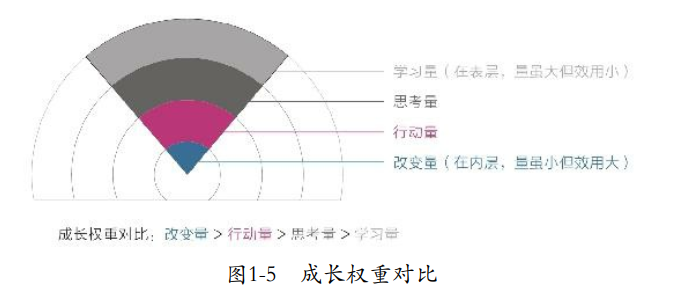 学习量（在表层，量虽大但效用小）
思考量
行动量
改变量（在内层，量虽小但效用大）
成长权重对比：改变量 > 行动量 > 思考量 > 学习量
图1-5 成长权重对比